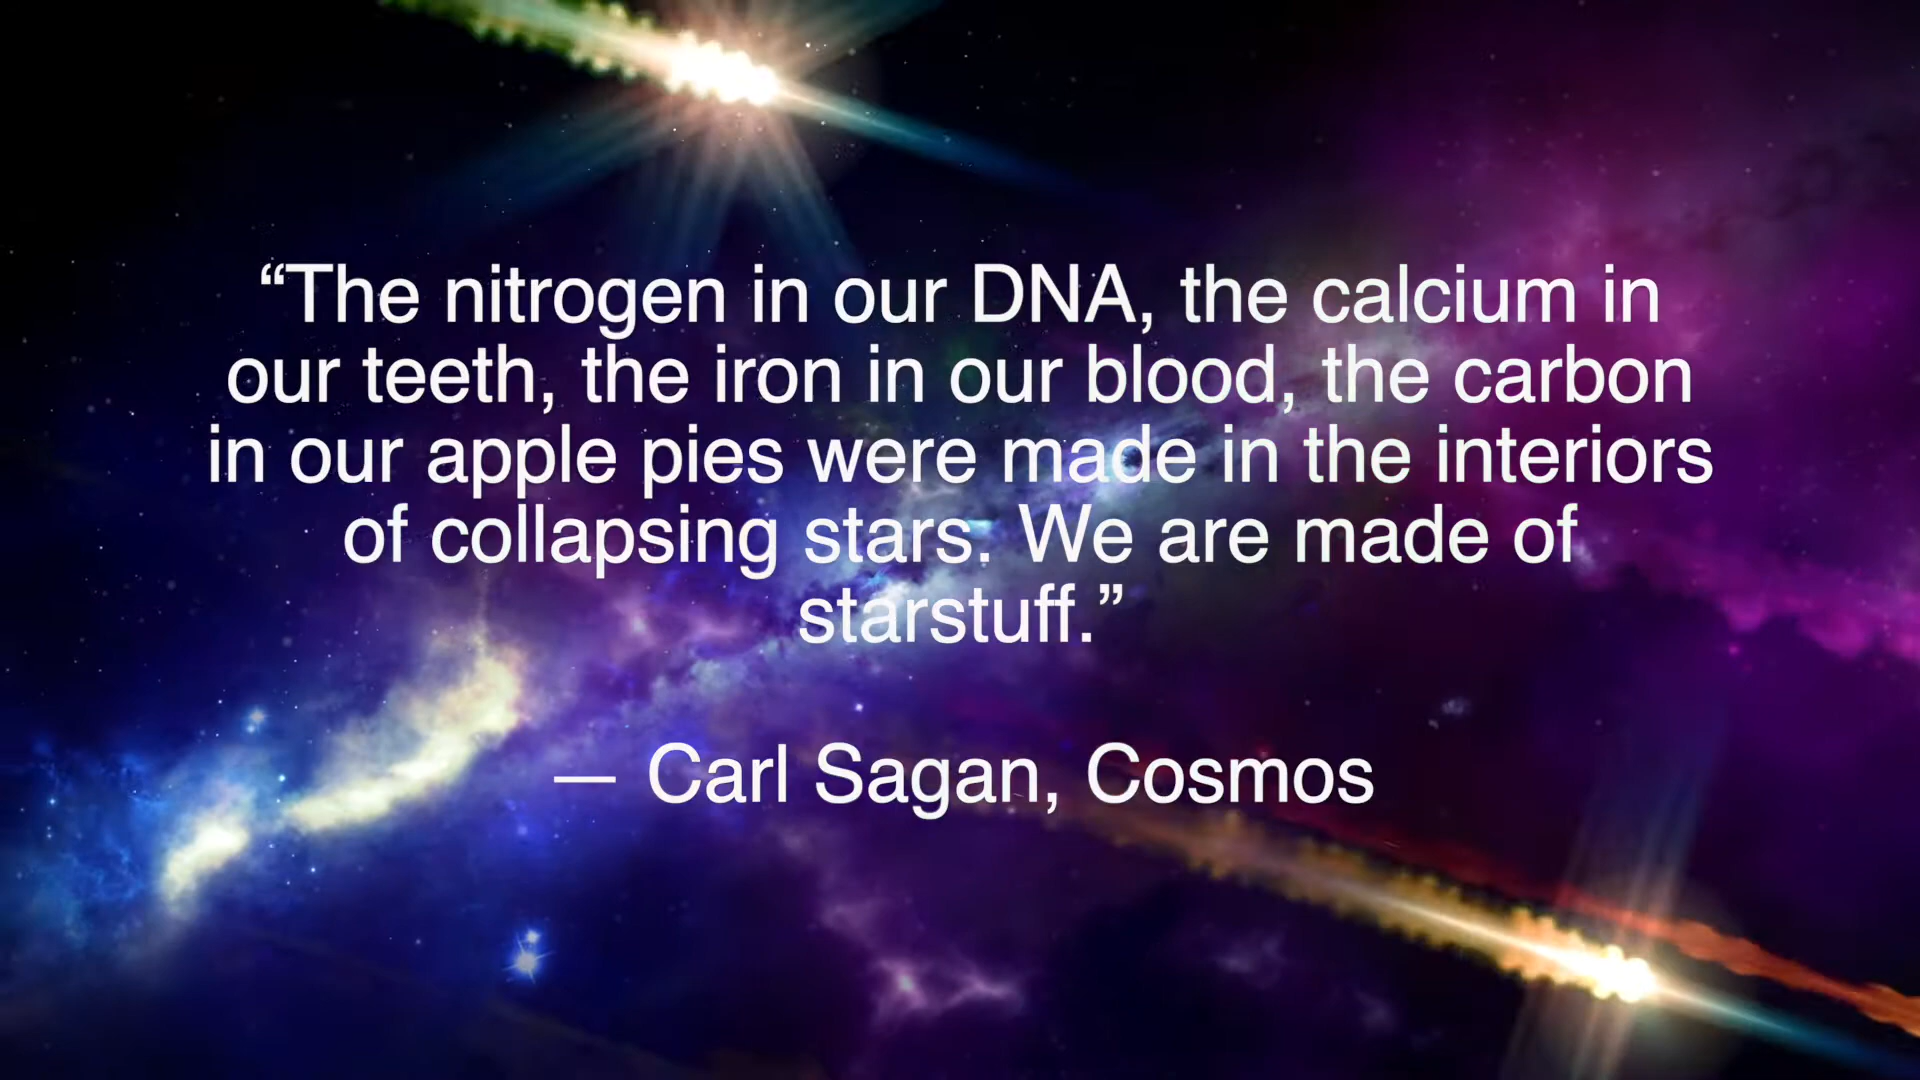 “The nitrogen in our DNA, the calcium in
our teeth, the iron in our blood, the carbon
in our apple pies were made in the interiors
of collapsing stars. We are made of
starstuff.”
— Carl Sagan, Cosmos